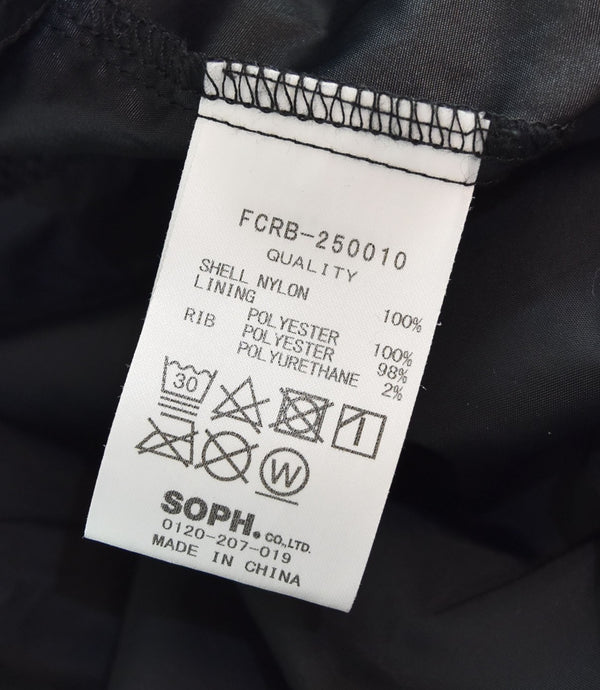 FCRB-250010
QUALITY
SHELL NYLON 100%
LINING
POLYESTER 100%
RIB POLYESTER 98%
POLYURETHANE 2%
30
W
SOPH. CO.,LTD.
0120-207-019
MADE IN CHINA